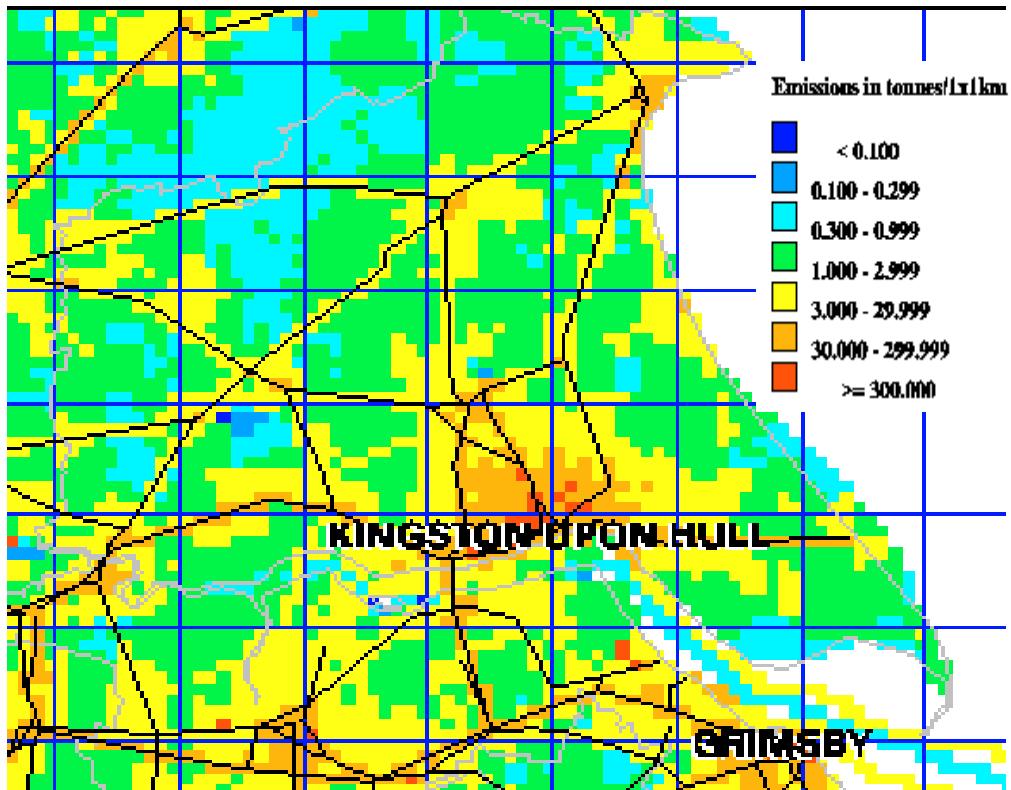 Emissions in tonnes/1x1km
< 0.100
0.100 - 0.299
0.300 - 0.999
1.000 - 2.999
3.000 - 29.999
30.000 - 299.999
>= 300.000
KINGSTON UPON HULL
GRIMSBY